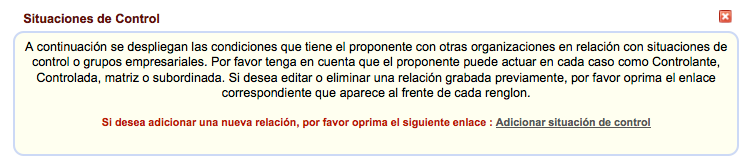 Situaciones de Control
A continuación se despliegan las condiciones que tiene el proponente con otras organizaciones en relación con situaciones de
control o grupos empresariales. Por favor tenga en cuenta que el proponente puede actuar en cada caso como Controlante,
Controlada, matriz o subordinada. Si desea editar o eliminar una relación grabada previamente, por favor oprima el enlace
correspondiente que aparece al frente de cada renglon.
Si desea adicionar una nueva relación, por favor oprima el siguiente enlace : Adicionar situación de control